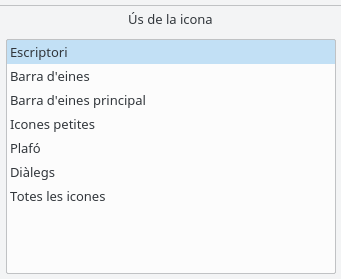 Ús de la icona
Escriptori
Barra d'eines
Barra d'eines principal
Icones petites
Plafó
Diàlegs
Totes les icones